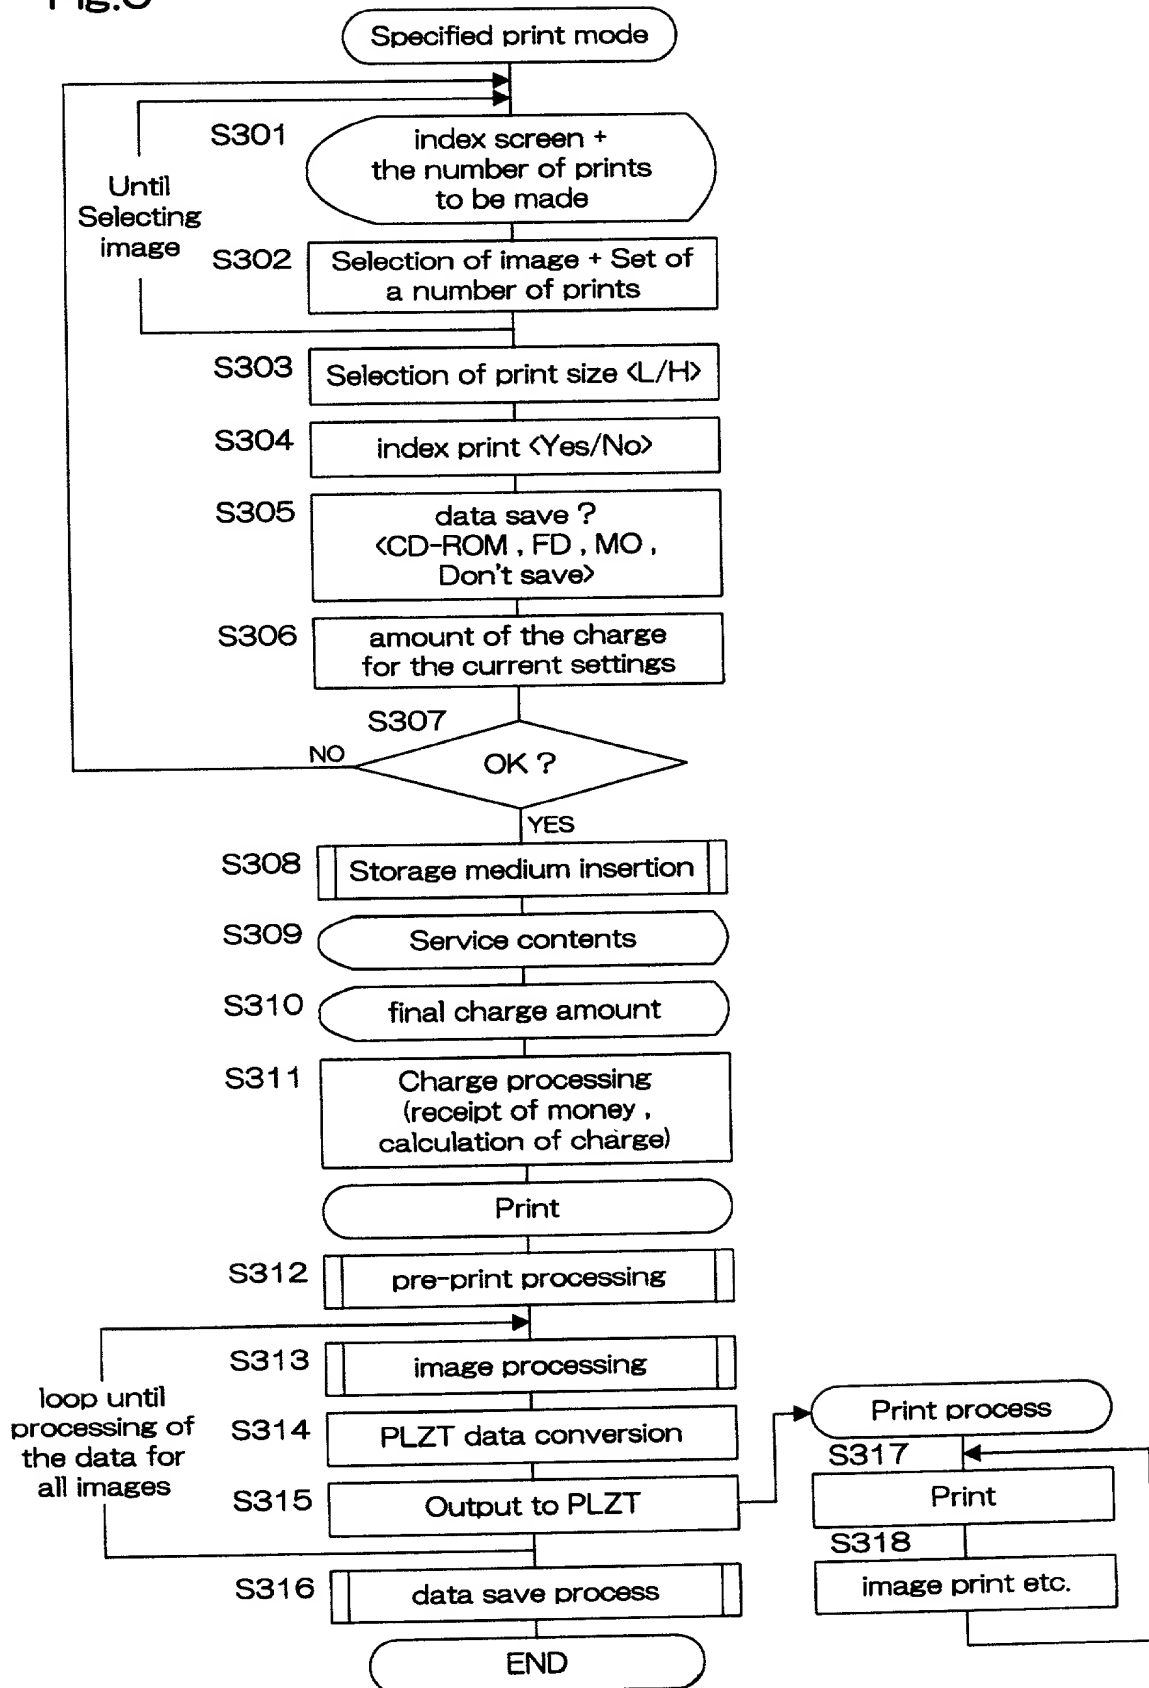 Specified print mode
S301
index screen +
the number of prints
to be made
Until
Selecting
image
S302
Selection of image + Set of
a number of prints
S303
Selection of print size <L/H>
S304
index print <Yes/No>
S305
data save ?
<CD-ROM , FD , MO ,
Don't save>
S306
amount of the charge
for the current settings
S307
NO
OK ?
YES
S308
Storage medium insertion
S309
Service contents
S310
final charge amount
S311
Charge processing
(receipt of money ,
calculation of charge)
Print
S312
pre-print processing
S313
image processing
loop until
processing of
the data for
all images
S314
PLZT data conversion
S315
Output to PLZT
S316
data save process
END
Print process
S317
Print
S318
image print etc.